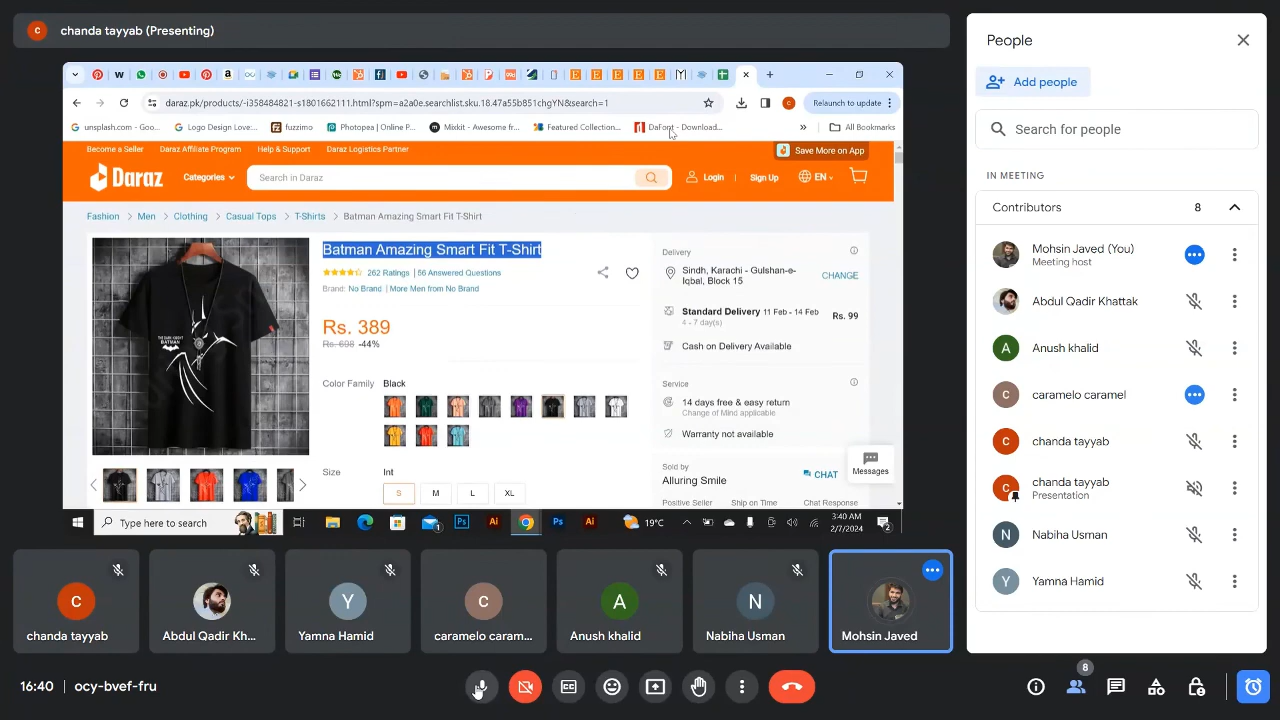 c
chanda tayyab (Presenting)
daraz.pk/products/-i358484821-s1801662111.html?spm=a2a0e.searchlist.sku.18.47a55b851chgYN&search=1
Relaunch to update
unsplash.com - Goo...
Logo Design Love:...
fuzzimo
Photopea | Online P...
Mixkit - Awesome fr...
Featured Collection...
DaFont - Download...
»
All Bookmarks
Become a Seller
Daraz Affiliate Program
Help & Support
Daraz Logistics Partner
Save More on App
Daraz
Categories
Search in Daraz
Login
Sign Up
EN
Fashion > Men > Clothing > Casual Tops > T-Shirts > Batman Amazing Smart Fit T-Shirt
THE DARK KNIGHT
BATMAN
Batman Amazing Smart Fit T-Shirt
262 Ratings | 56 Answered Questions
Brand: No Brand | More Men from No Brand
Rs. 389
Rs. 698 -44%
Color Family Black
Size Int
S M L XL
Delivery
Sindh, Karachi - Gulshan-e-
Iqbal, Block 15
CHANGE
Standard Delivery 11 Feb - 14 Feb
4 - 7 day(s)
Rs. 99
Cash on Delivery Available
Service
14 days free & easy return
Change of Mind applicable
Warranty not available
Sold by
Alluring Smile
CHAT
Messages
Positive Seller Ship on Time Chat Response
Type here to search
Ps
Ai
Ps
Ai
19°C
3:40 AM
2/7/2024
c
chanda tayyab
Abdul Qadir Kh...
Y
Yamna Hamid
c
caramelo caram...
A
Anush khalid
N
Nabiha Usman
Mohsin Javed
16:40 | ocy-bvef-fru
8
People
Add people
Search for people
IN MEETING
Contributors 8
Mohsin Javed (You)
Meeting host
Abdul Qadir Khattak
A
Anush khalid
c
caramelo caramel
c
chanda tayyab
c
chanda tayyab
Presentation
N
Nabiha Usman
Y
Yamna Hamid